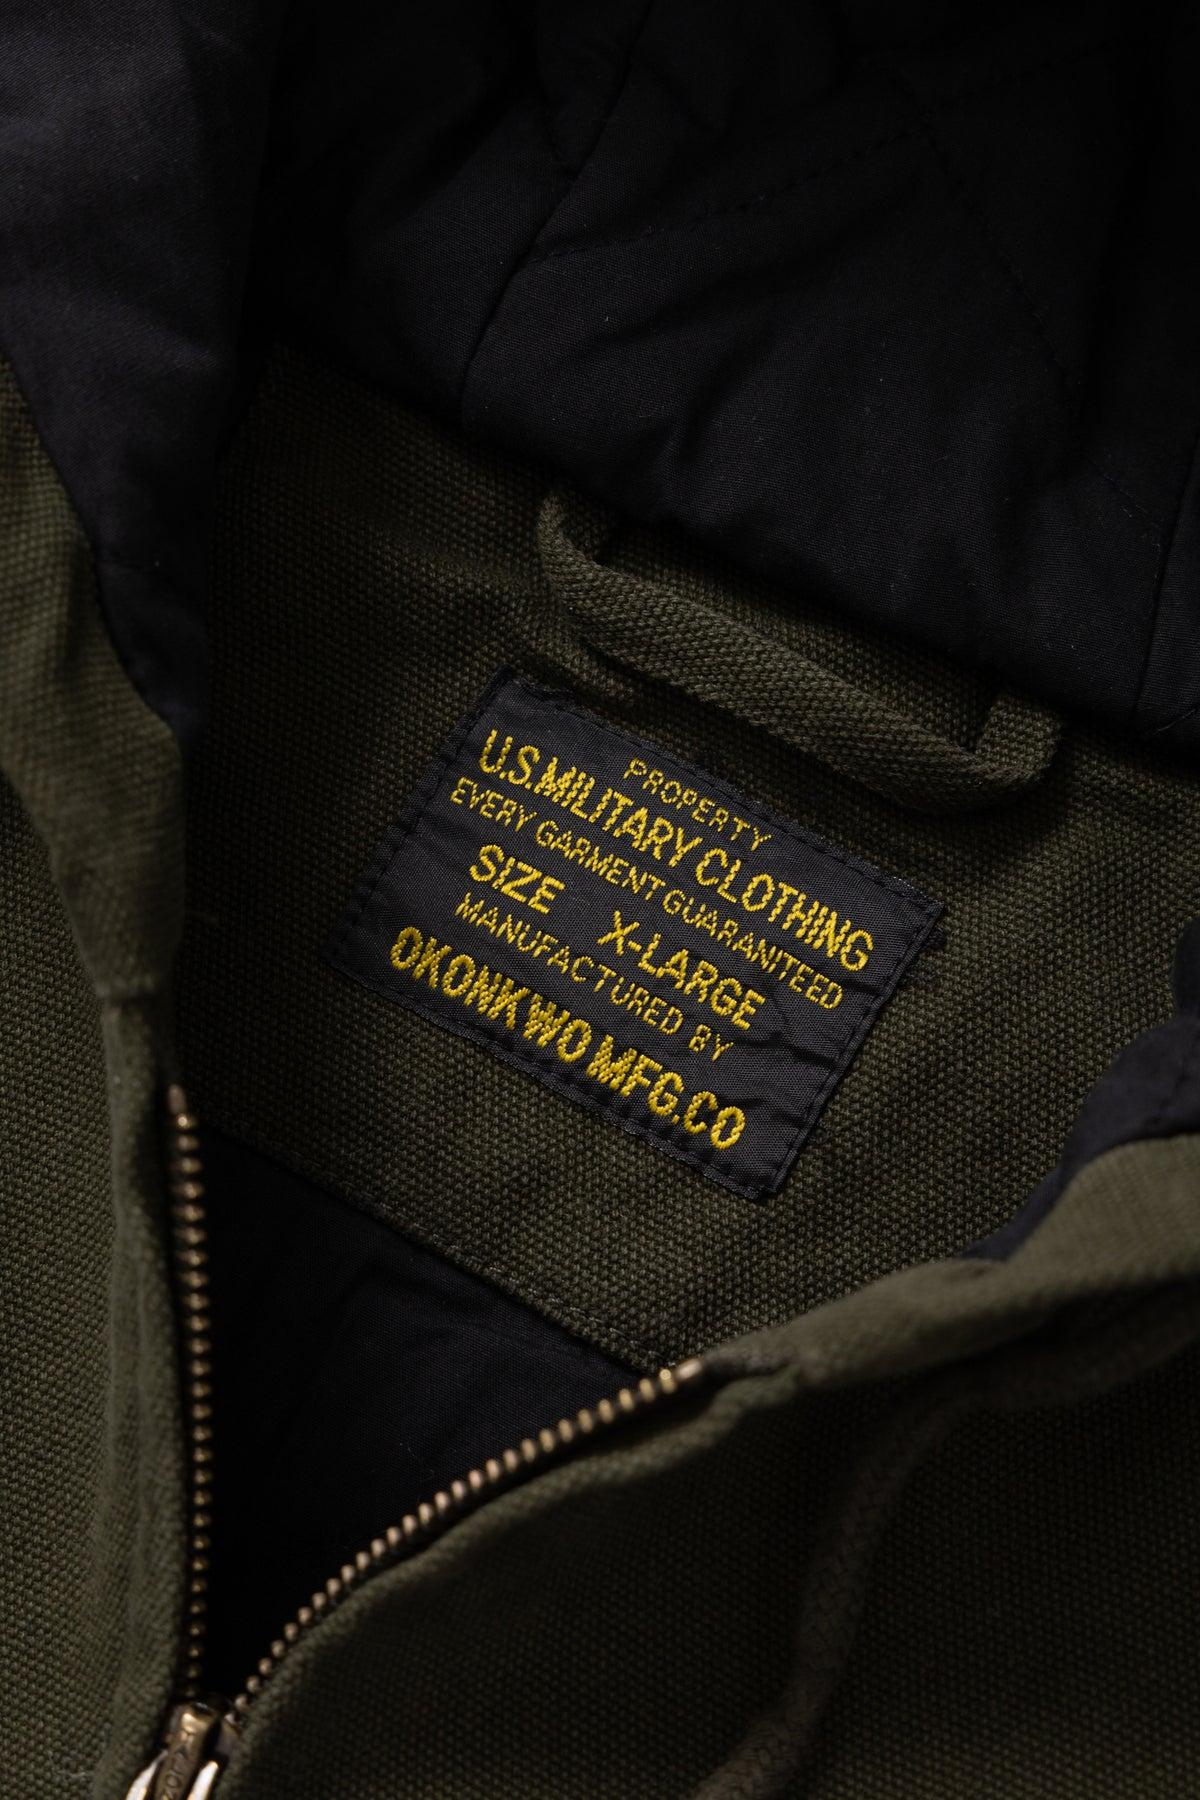 PROPERTY
U.S.MILITARY CLOTHING
EVERY GARMENT GUARANITEED
SIZE X-LARGE
MANUFACTURED BY
OKONKWO MFG.CO